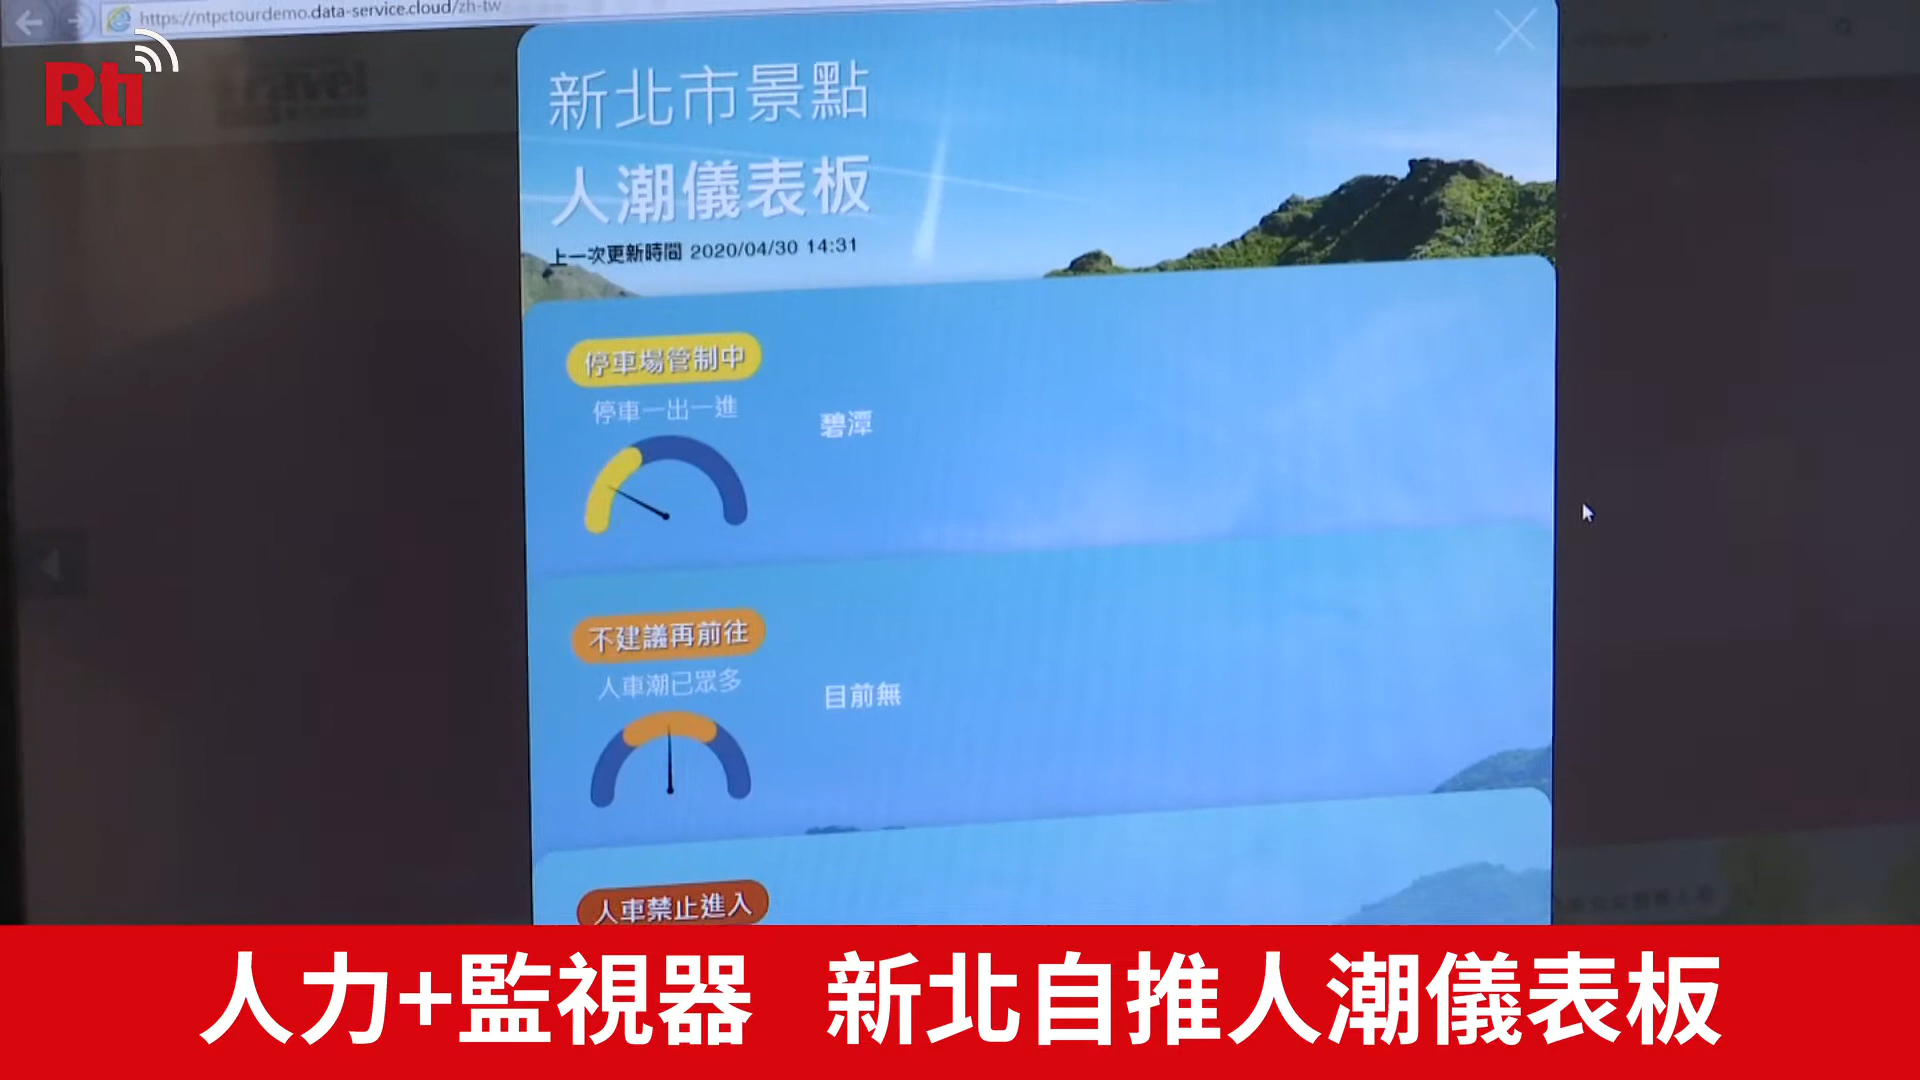 https://ntpctourdemo.data-service.cloud/zh-tw
Rti
新北市景點
人潮儀表板
上一次更新時間 2020/04/30 14:31
停車場管制中
停車一出一進
碧潭
不建議再前往
人車潮已眾多
目前無
人車禁止進入
人力+監視器 新北自推人潮儀表板